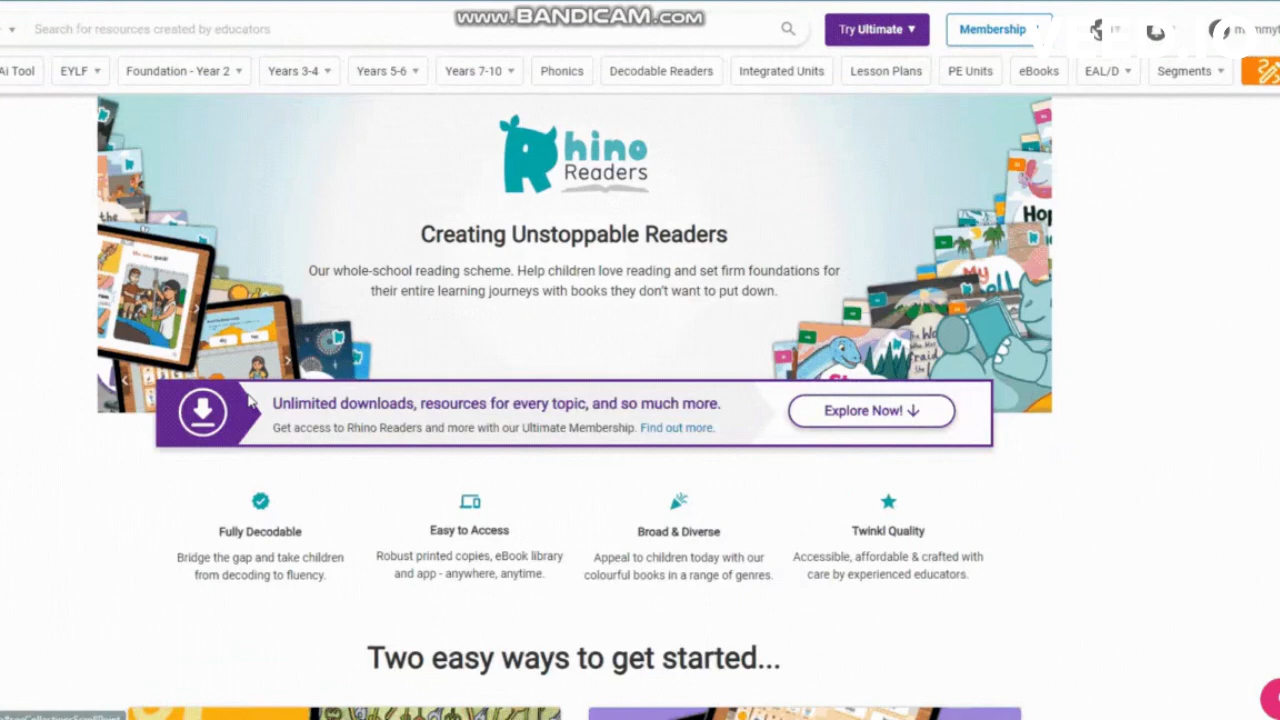 www.BANDICAM.com
Search for resources created by educators
Try Ultimate
Membership
AI Tool
EYLF
Foundation - Year 2
Years 3-4
Years 5-6
Years 7-10
Phonics
Decodable Readers
Integrated Units
Lesson Plans
PE Units
eBooks
EAL/D
Segments
Rhino
Readers
Creating Unstoppable Readers
Our whole-school reading scheme. Help children love reading and set firm foundations for
their entire learning journeys with books they don't want to put down.
Unlimited downloads, resources for every topic, and so much more.
Get access to Rhino Readers and more with our Ultimate Membership. Find out more.
Explore Now!
Fully Decodable
Bridge the gap and take children
from decoding to fluency.
Easy to Access
Robust printed copies, eBook library
and app - anywhere, anytime.
Broad & Diverse
Appeal to children today with our
colourful books in a range of genres.
Twinkl Quality
Accessible, affordable & crafted with
care by experienced educators.
Two easy ways to get started...